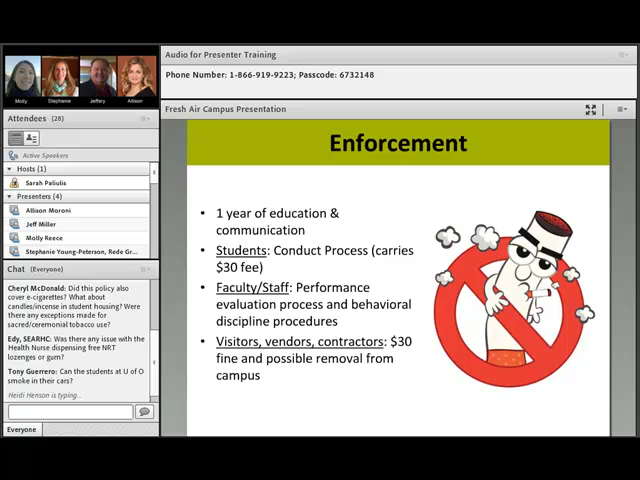 Molly
Stephanie
Jeffery
Allison
Attendees (28)
Active Speakers
Hosts (1)
Sarah Paliulis
Presenters (4)
Allison Moroni
Jeff Miller
Molly Reece
Stephanie Young-Peterson, Rede Gr...
Chat (Everyone)
Cheryl McDonald: Did this policy also
cover e-cigarettes? What about
candles/incense in student housing? Were
there any exceptions made for
sacred/ceremonial tobacco use?
Edy, SEARHC: Was there any issue with the
Health Nurse dispensing free NRT
lozenges or gum?
Tony Guerrero: Can the students at U of O
smoke in their cars?
Heidi Henson is typing...
Everyone
Audio for Presenter Training
Phone Number: 1-866-919-9223; Passcode: 6732148
Fresh Air Campus Presentation
Enforcement
• 1 year of education &
communication
• Students: Conduct Process (carries
$30 fee)
• Faculty/Staff: Performance
evaluation process and behavioral
discipline procedures
• Visitors, vendors, contractors: $30
fine and possible removal from
campus